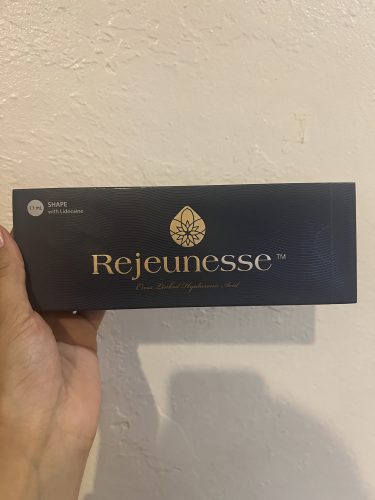 1.1 mL
SHAPE
with Lidocaine
Rejeunesse™
Cross Linked Hyaluronic Acid